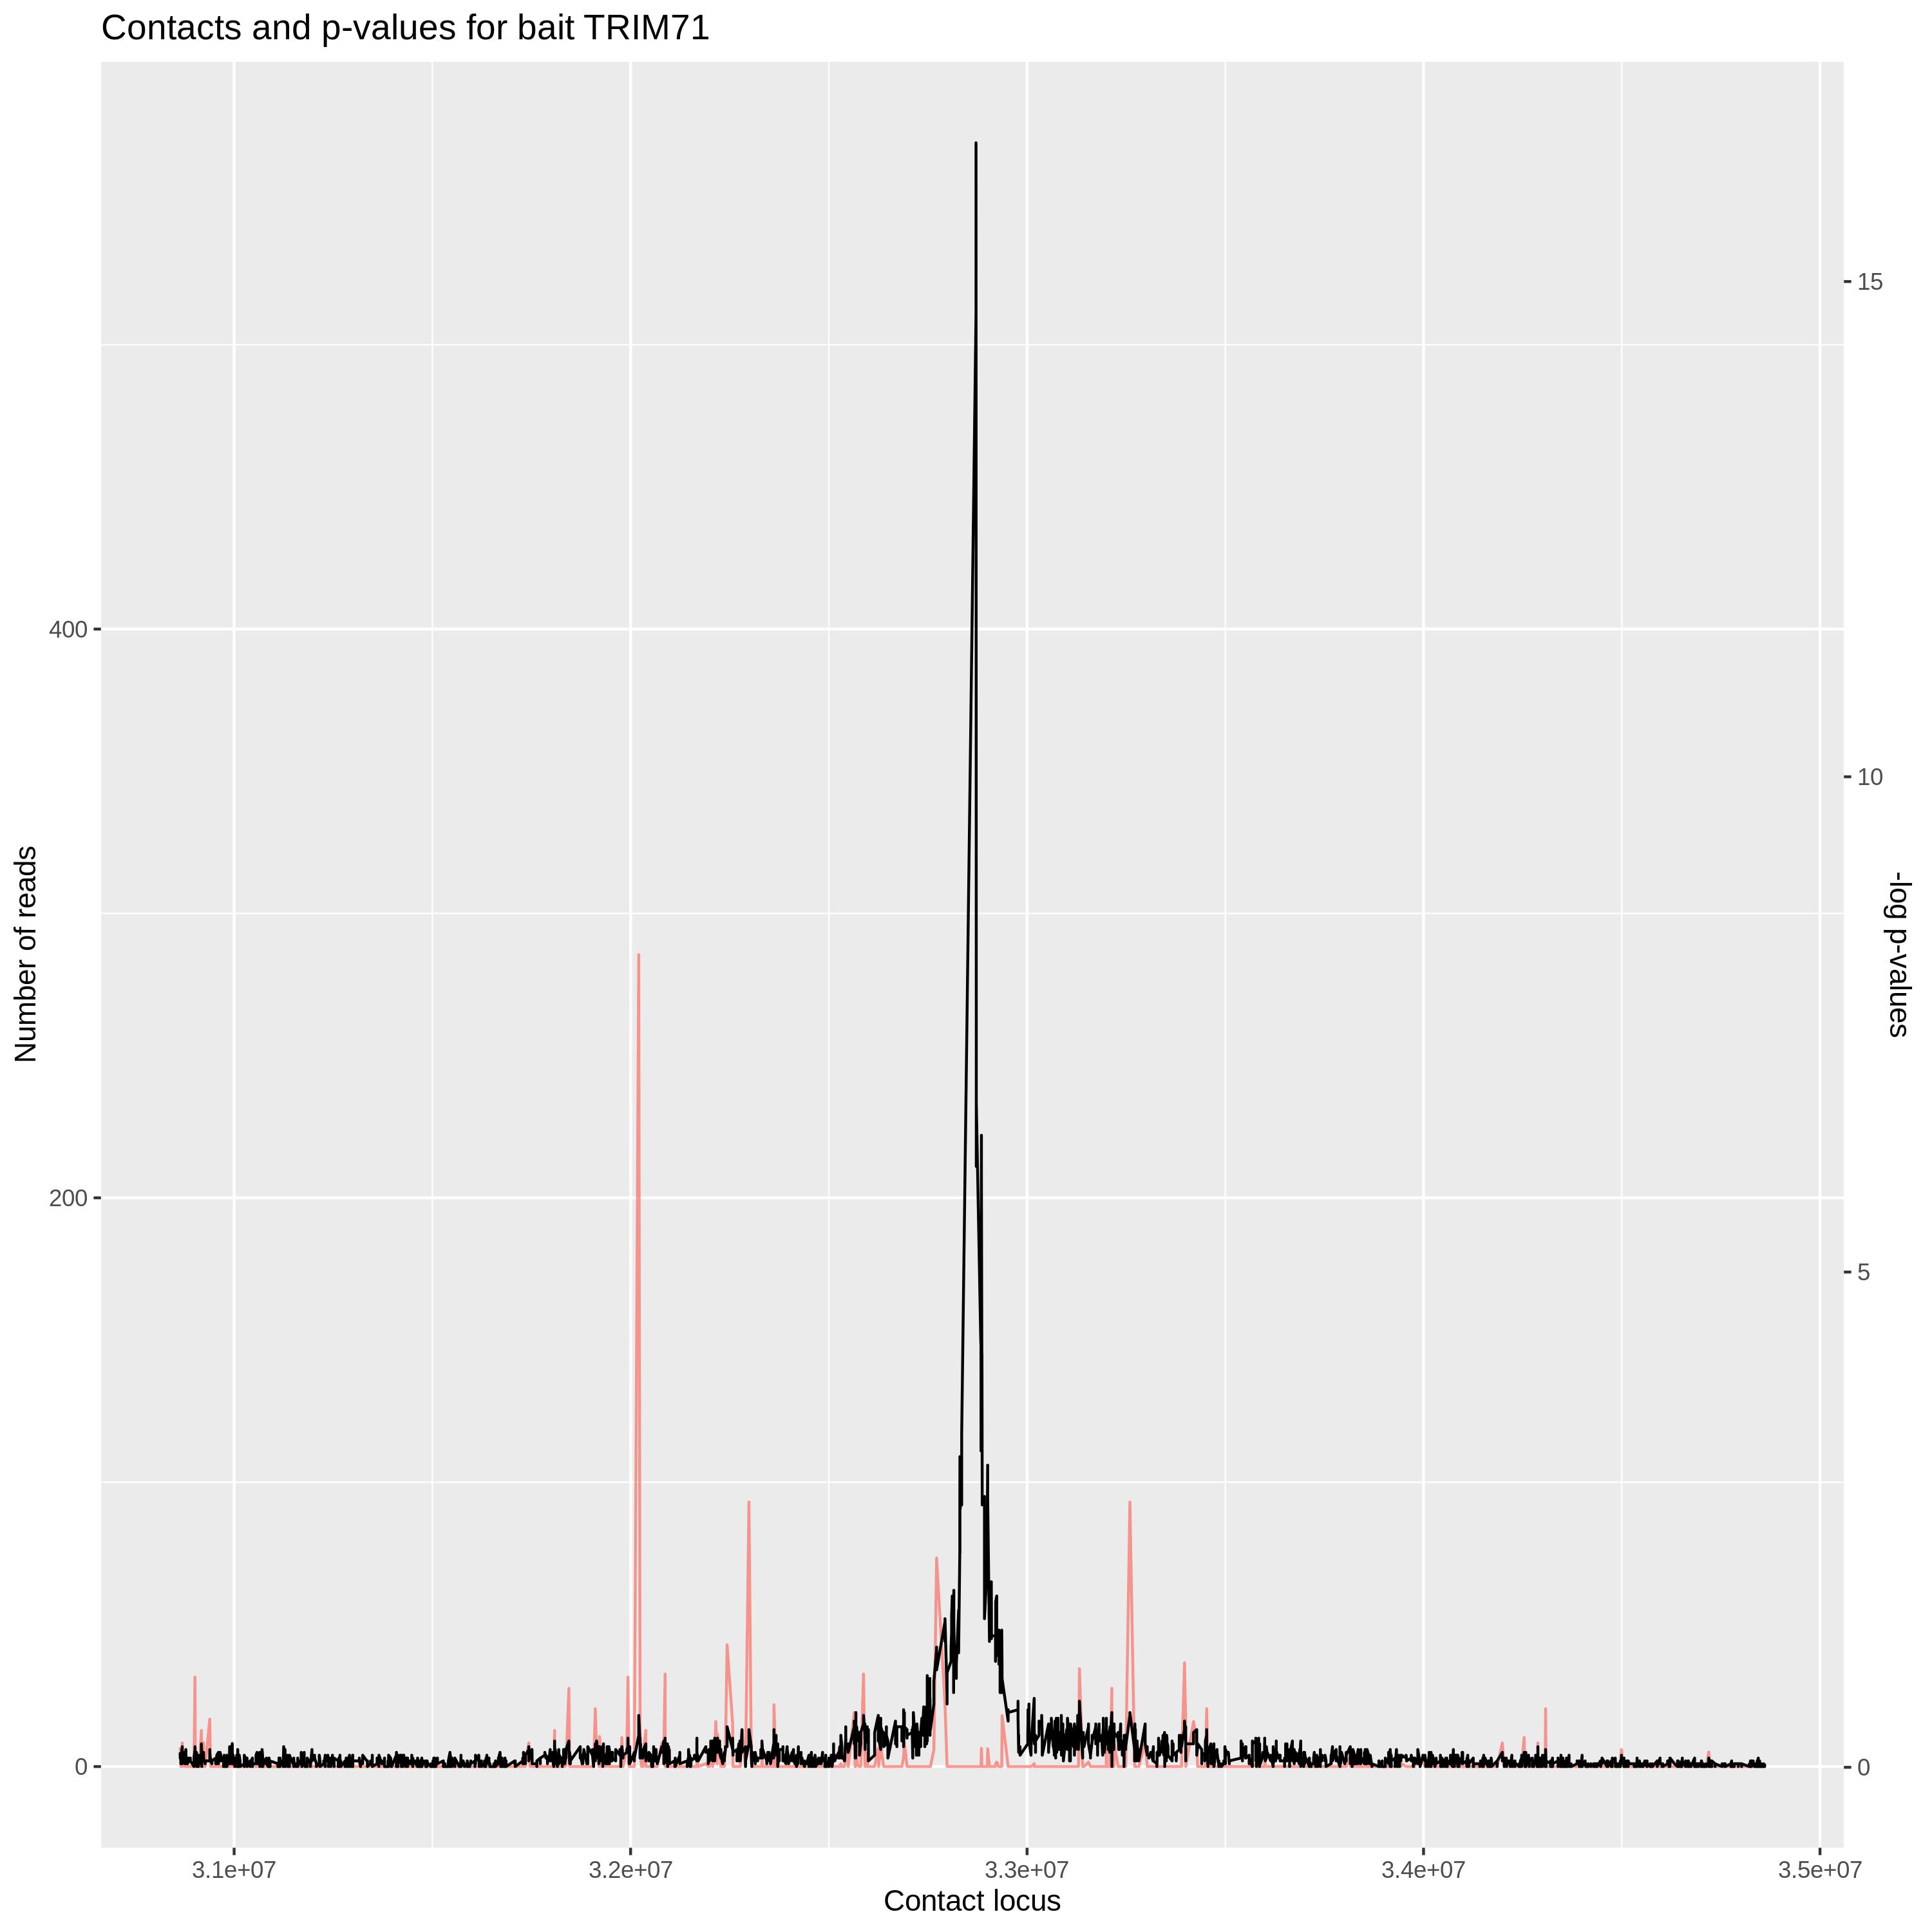 Contacts and p-values for bait TRIM71
Number of reads
400
200
0
15
10
5
0
-log p-values
3.1e+07 3.2e+07 3.3e+07 3.4e+07 3.5e+07
Contact locus